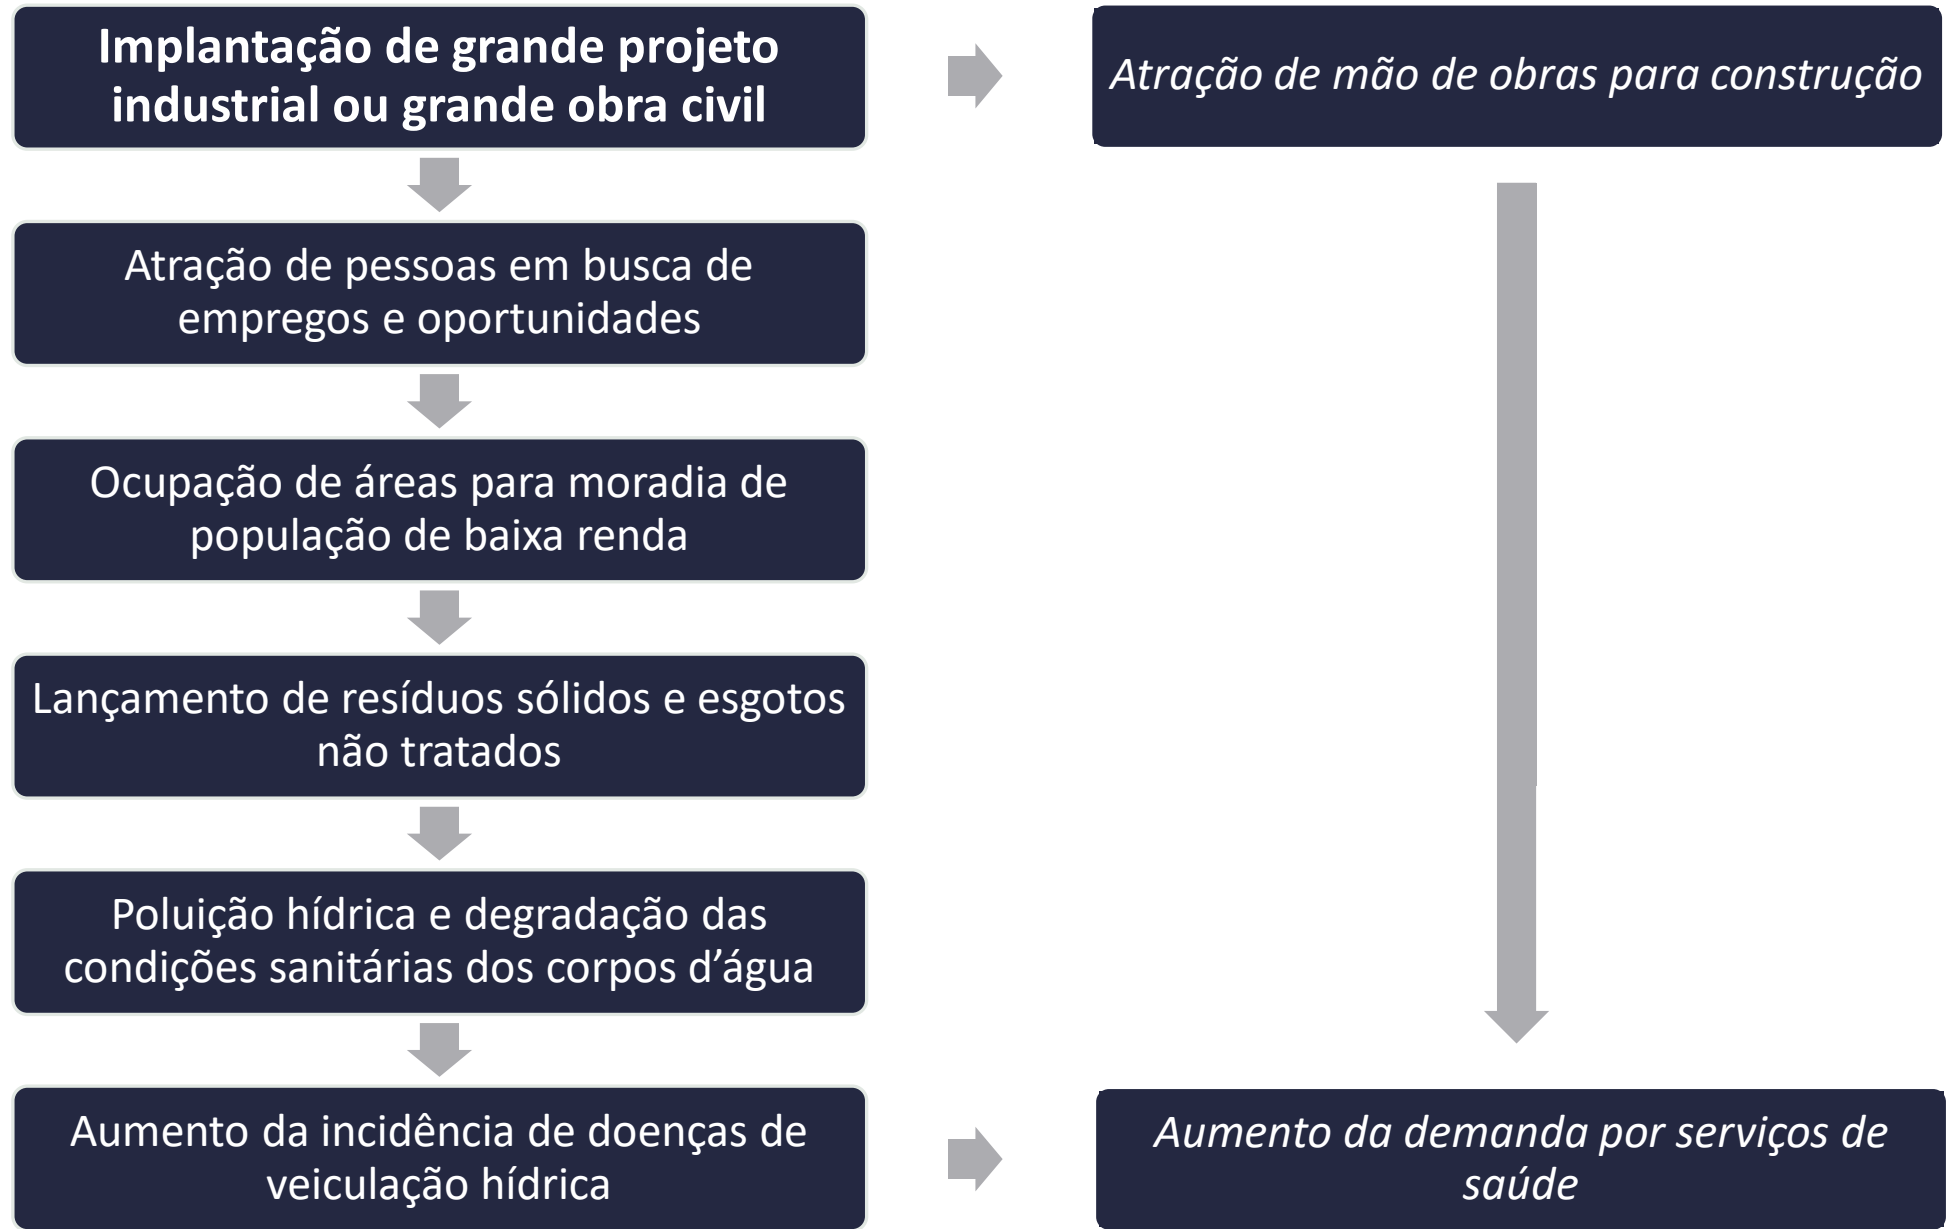 Implantação de grande projeto
industrial ou grande obra civil
Atração de mão de obras para construção
Atração de pessoas em busca de
empregos e oportunidades
Ocupação de áreas para moradia de
população de baixa renda
Lançamento de resíduos sólidos e esgotos
não tratados
Poluição hídrica e degradação das
condições sanitárias dos corpos d’água
Aumento da incidência de doenças de
veiculação hídrica
Aumento da demanda por serviços de
saúde